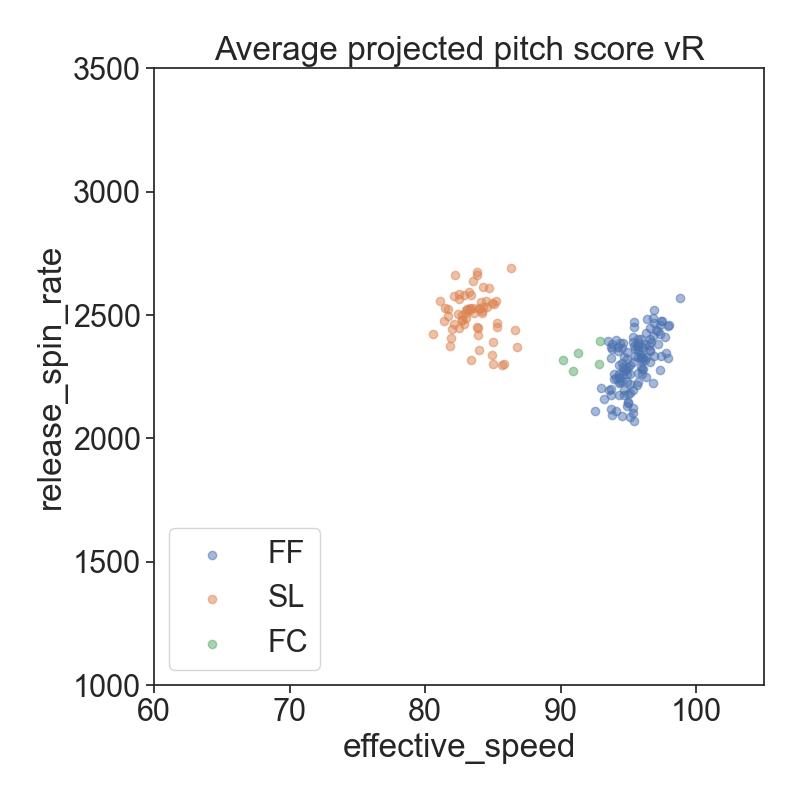 Average projected pitch score vR
3500
3000
2500
2000
1500
1000
release_spin_rate
FF
SL
FC
60 70 80 90 100
effective_speed